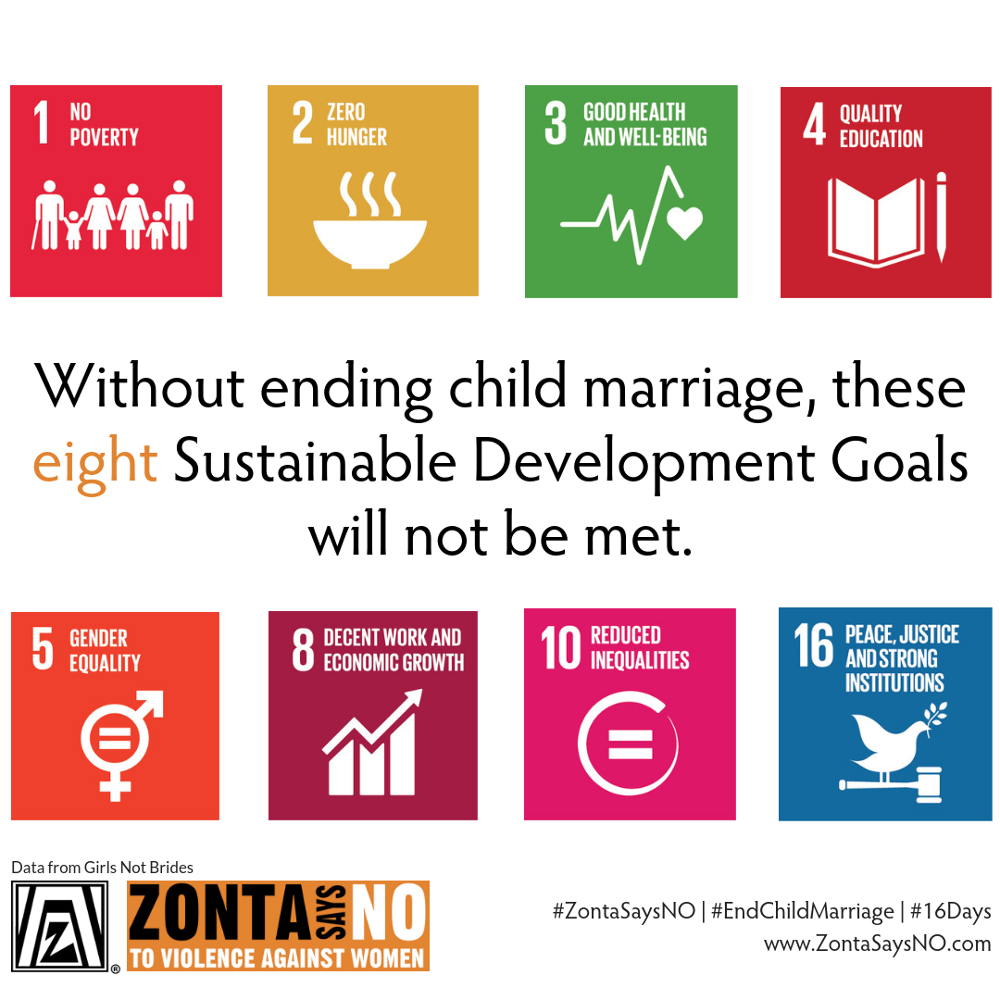 1 NO
POVERTY
2 ZERO
HUNGER
3 GOOD HEALTH
AND WELL-BEING
4 QUALITY
EDUCATION
Without ending child marriage, these
eight Sustainable Development Goals
will not be met.
5 GENDER
EQUALITY
8 DECENT WORK AND
ECONOMIC GROWTH
10 REDUCED
INEQUALITIES
16 PEACE, JUSTICE
AND STRONG
INSTITUTIONS
Data from Girls Not Brides
Z ®
ZONTA SAYS NO
TO VIOLENCE AGAINST WOMEN
#ZontaSaysNO | #EndChildMarriage | #16Days
www.ZontaSaysNO.com